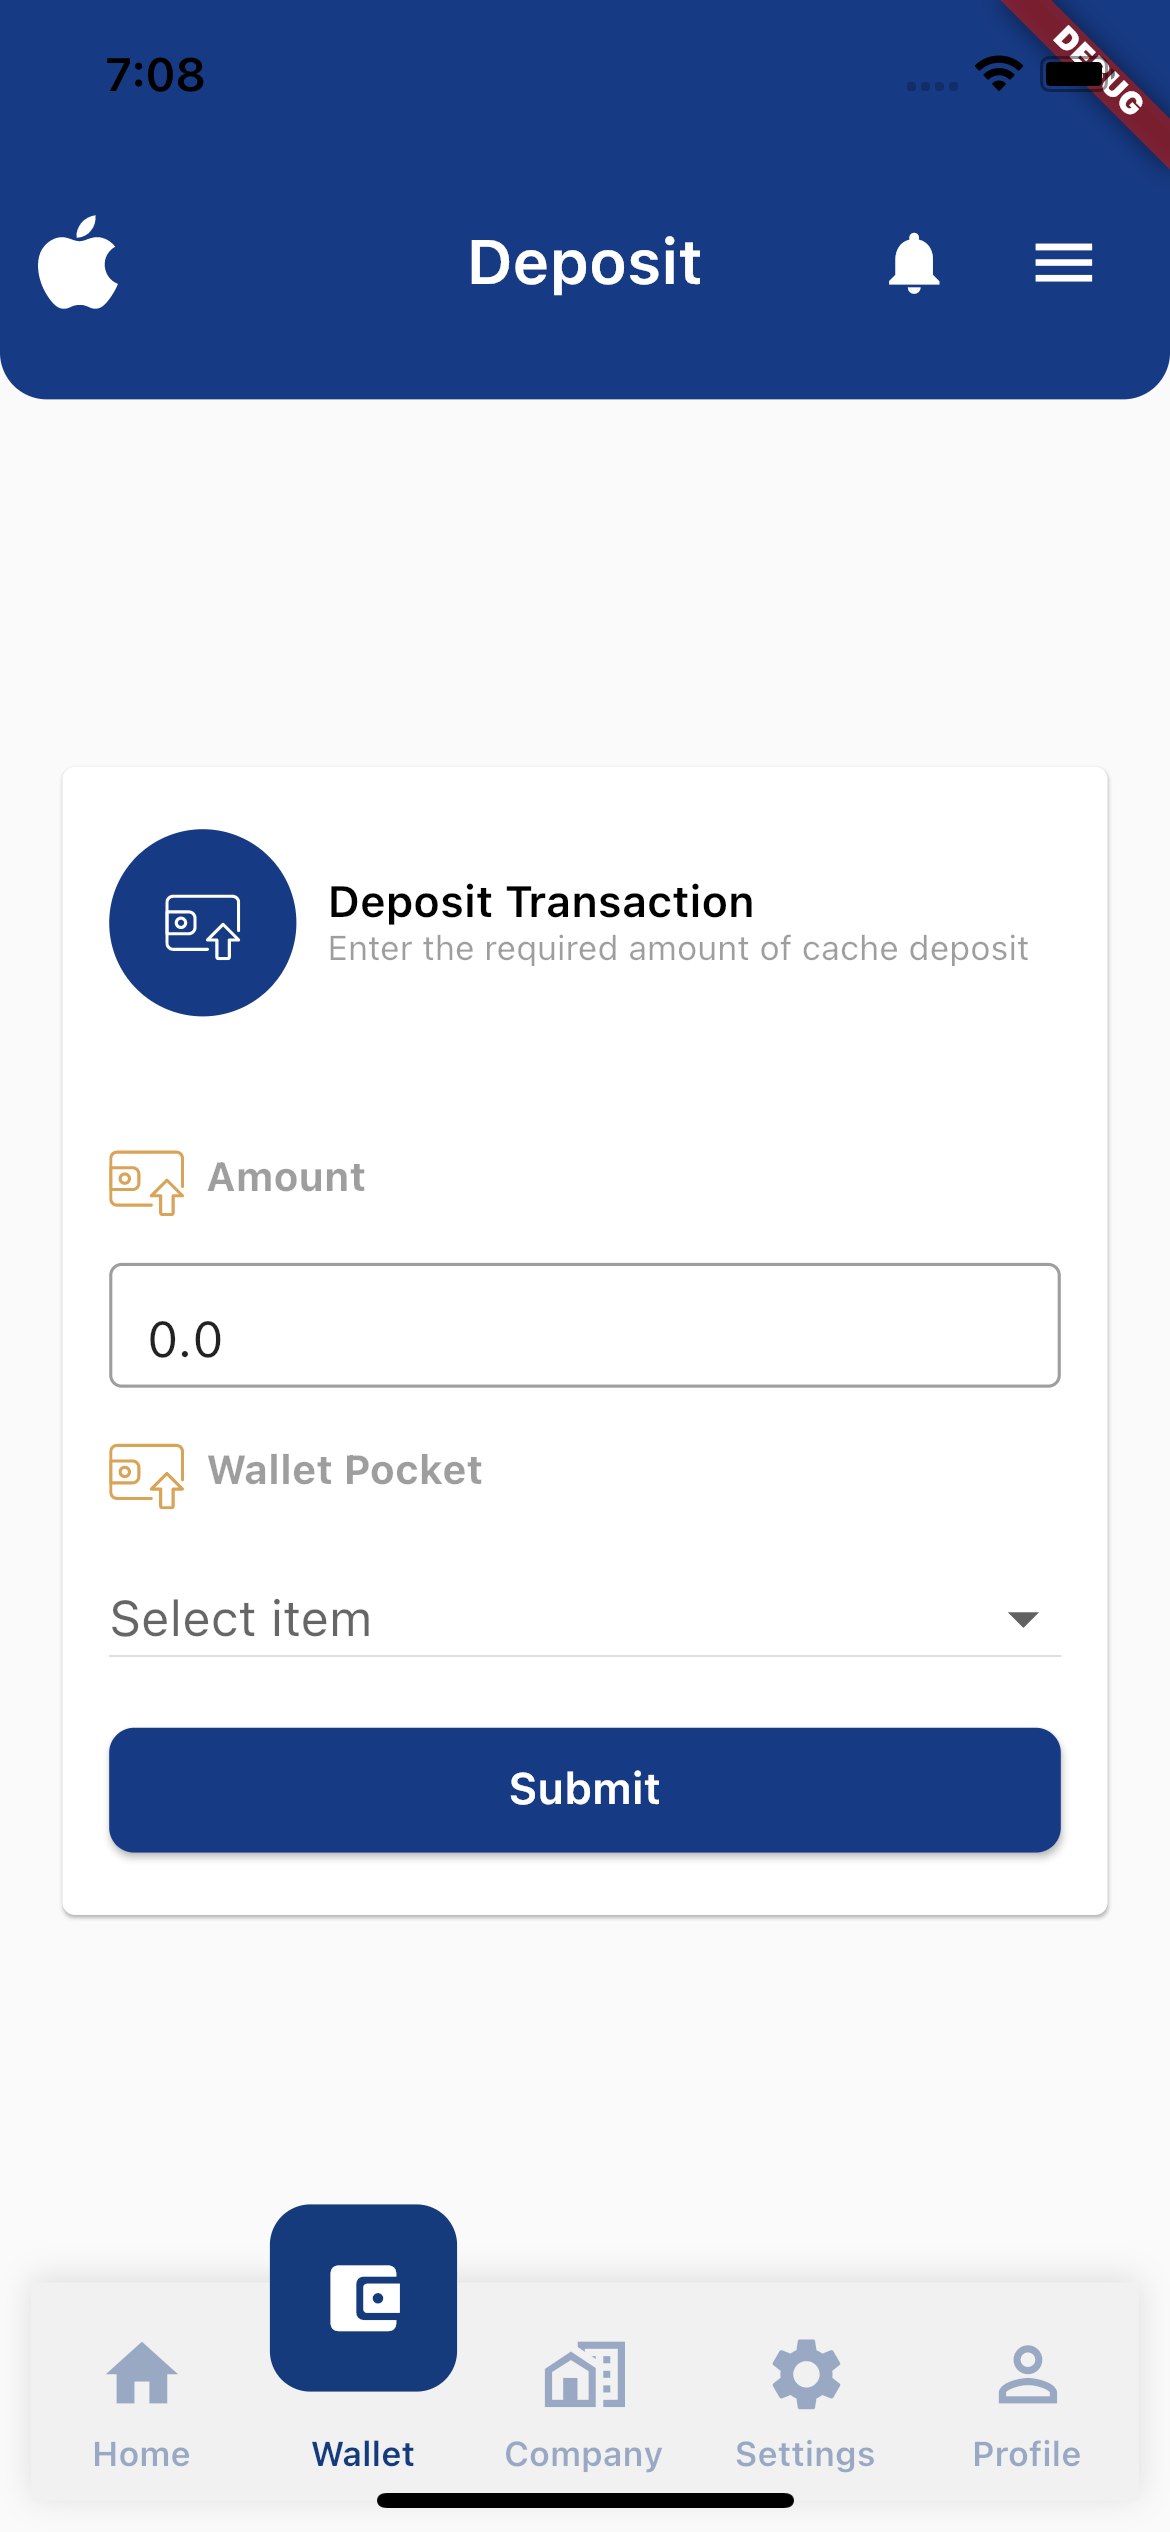 7:08
DEBUG
Deposit
Deposit Transaction
Enter the required amount of cache deposit
Amount
0.0
Wallet Pocket
Select item
Submit
Home
Wallet
Company
Settings
Profile